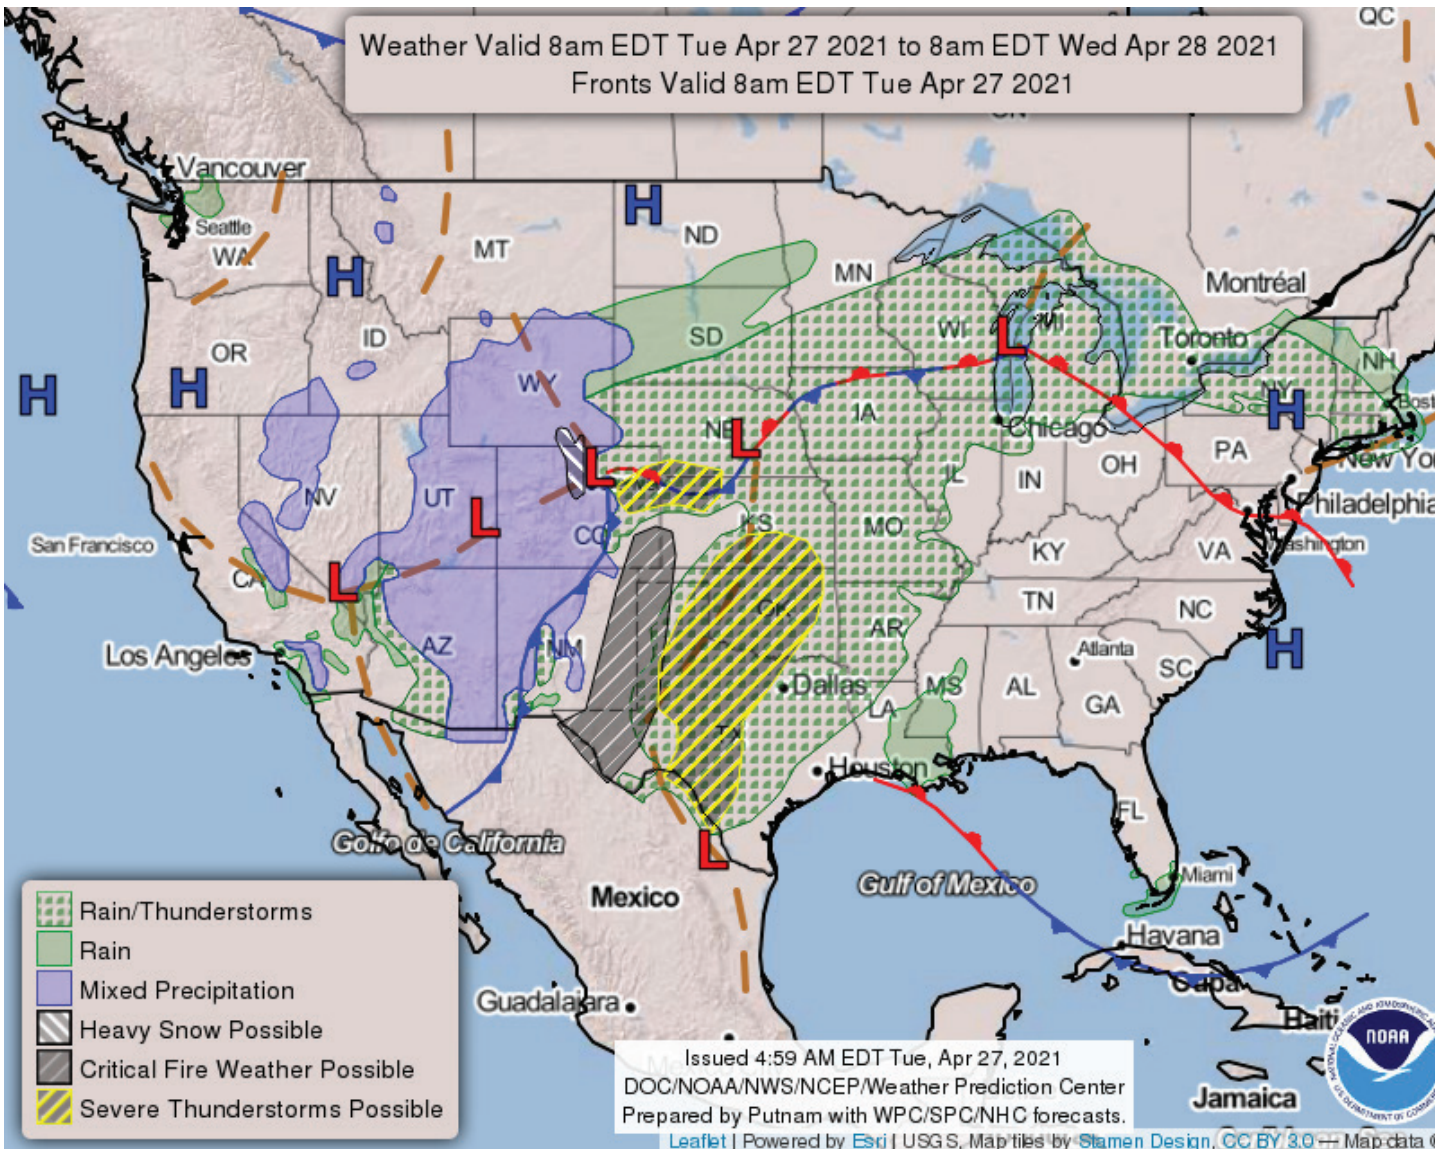 Weather Valid 8am EDT Tue Apr 27 2021 to 8am EDT Wed Apr 28 2021
Fronts Valid 8am EDT Tue Apr 27 2021
QC
Vancouver
Seattle
WA
MT
ND
MN
Montréal
H
H
H
H
H
H
OR
ID
SD
WI
MI
Toronto
NH
WY
NY
NE
IA
Chicago
PA
New Yo
NV
UT
IL
IN
OH
Philadelphia
San Francisco
CO
KS
MO
KY
VA
Washington
CA
TN
NC
Los Angeles
AZ
NM
OK
AR
Atlanta
SC
Dallas
MS
AL
GA
LA
TX
Houston
FL
L
L
L
L
L
L
Golfo de California
Gulf of Mexico
Miami
Mexico
Havana
Guadalajara
Haiti
Jamaica
Rain/Thunderstorms
Rain
Mixed Precipitation
Heavy Snow Possible
Critical Fire Weather Possible
Severe Thunderstorms Possible
NOAA
Issued 4:59 AM EDT Tue, Apr 27, 2021
DOC/NOAA/NWS/NCEP/Weather Prediction Center
Prepared by Putnam with WPC/SPC/NHC forecasts.
Leaflet | Powered by Esri | USGS, Map tiles by Stamen Design, CC BY 3.0 — Map data ©